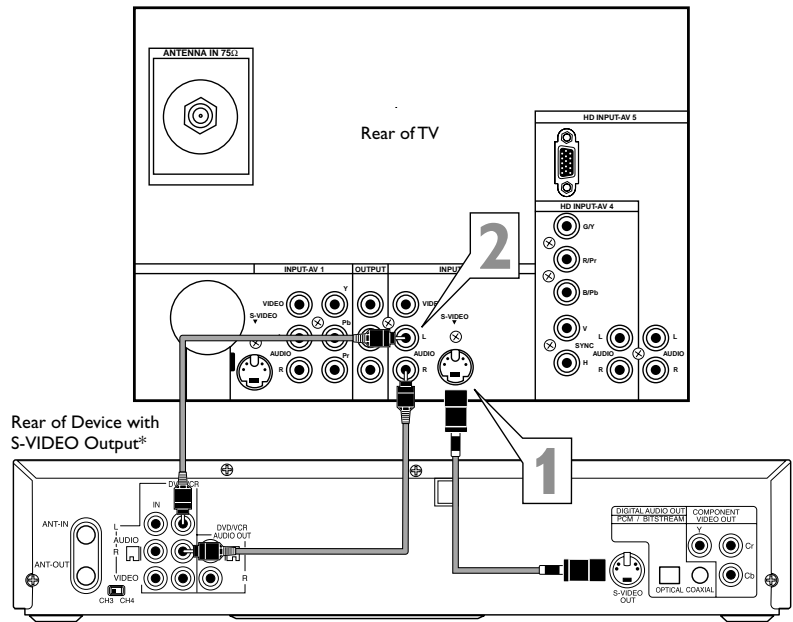 ANTENNA IN 75Ω
Rear of TV
HD INPUT-AV 5
HD INPUT-AV 4
G/Y
R/Pr
B/Pb
V
SYNC
H
L
AUDIO
R
L
AUDIO
R
2
INPUT-AV 1
OUTPUT
VIDEO
Y
S-VIDEO
Pb
AUDIO
R
Pr
L
S-VIDEO
AUDIO
R
1
Rear of Device with
S-VIDEO Output*
IN
ANT-IN
L
AUDIO
R
DVD/VCR
AUDIO OUT
ANT-OUT
VIDEO
R
CH3 CH4
DIGITAL AUDIO OUT
PCM / BITSTREAM
COMPONENT
VIDEO OUT
Y
Cr
Cb
S-VIDEO
OUT
OPTICAL COAXIAL